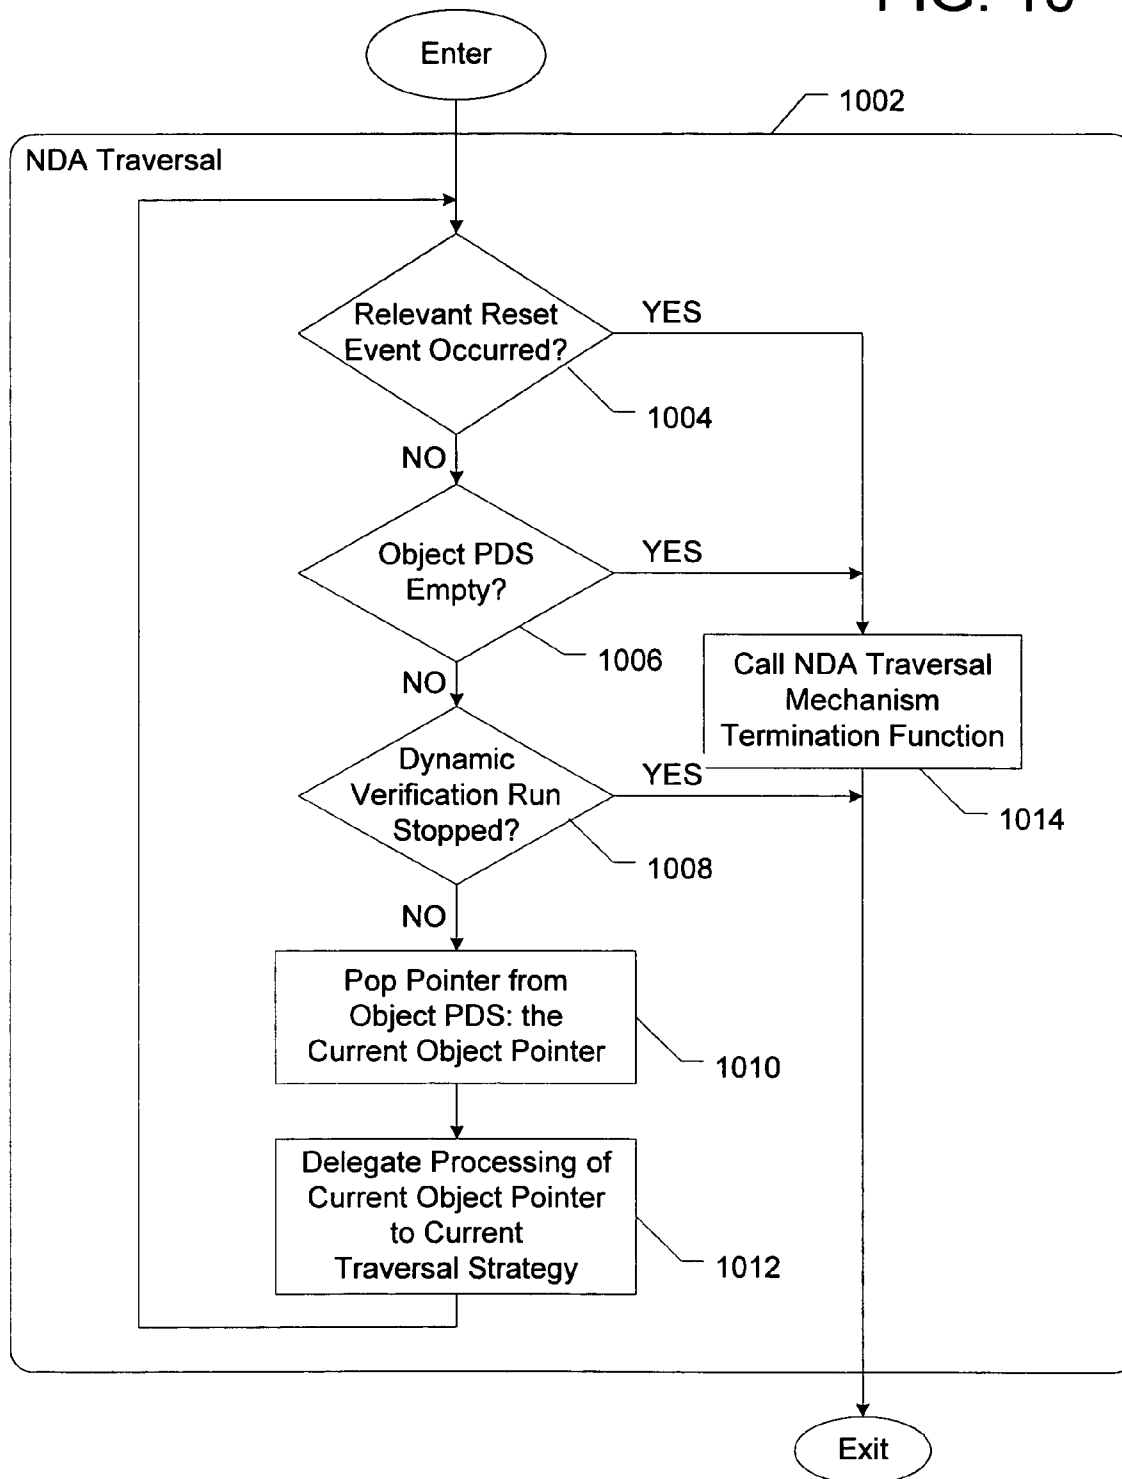 FIG. 10
Enter
1002
NDA Traversal
Relevant Reset
Event Occurred?
YES
1004
NO
Object PDS
Empty?
YES
1006
NO
Call NDA Traversal
Mechanism
Termination Function
1014
Dynamic
Verification Run
Stopped?
YES
1008
NO
Pop Pointer from
Object PDS: the
Current Object Pointer
1010
Delegate Processing of
Current Object Pointer
to Current
Traversal Strategy
1012
Exit